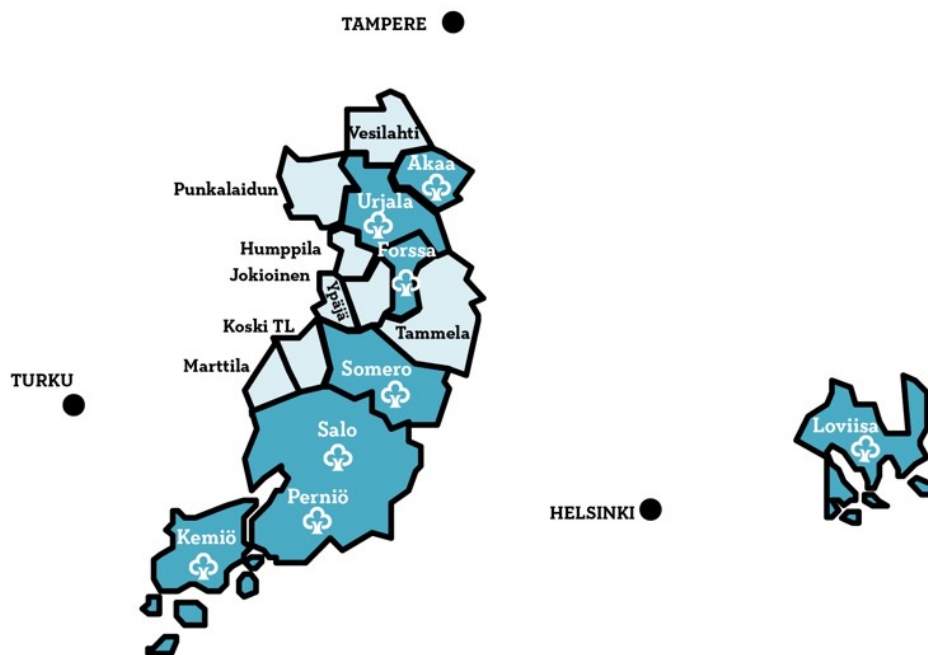 TAMPERE
Vesilahti
Akaa
Punkalaidun
Urjala
Humppila
Forssa
Jokioinen
Ypäjä
Koski TL
Tammela
Marttila
Somero
TURKU
Loviisa
Salo
Perniö
HELSINKI
Kemiö